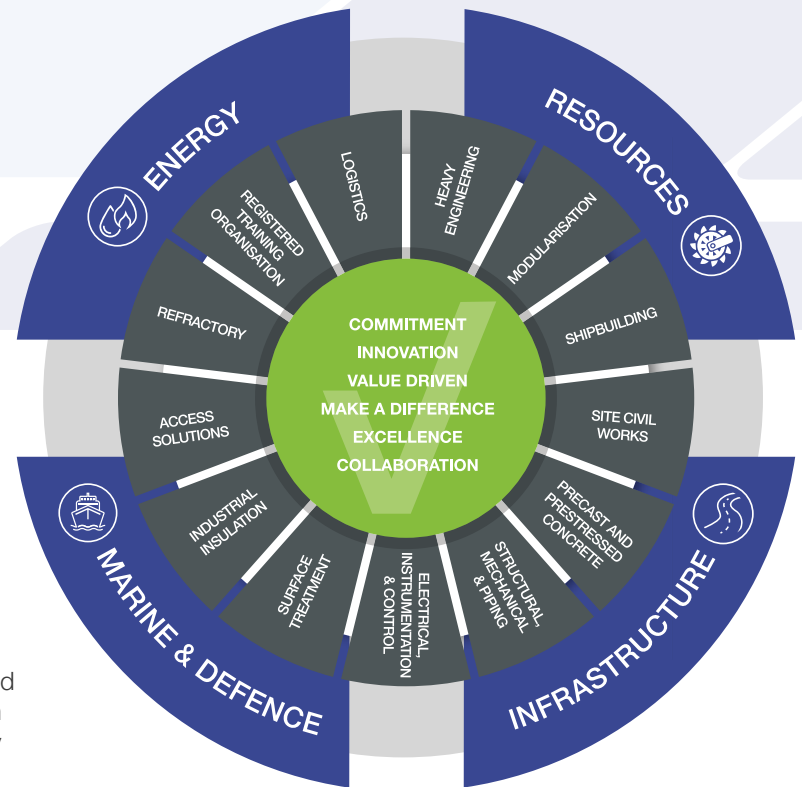 ENERGY
RESOURCES
INFRASTRUCTURE
MARINE & DEFENCE
HEAVY
ENGINEERING
MODULARISATION
SHIPBUILDING
SITE CIVIL
WORKS
PRECAST AND
PRESTRESSED
CONCRETE
STRUCTURAL,
MECHANICAL
& PIPING
ELECTRICAL,
INSTRUMENTATION
& CONTROL
SURFACE
TREATMENT
INDUSTRIAL
INSULATION
ACCESS
SOLUTIONS
REFRACTORY
REGISTERED
TRAINING
ORGANISATION
LOGISTICS
COMMITMENT
INNOVATION
VALUE DRIVEN
MAKE A DIFFERENCE
EXCELLENCE
COLLABORATION